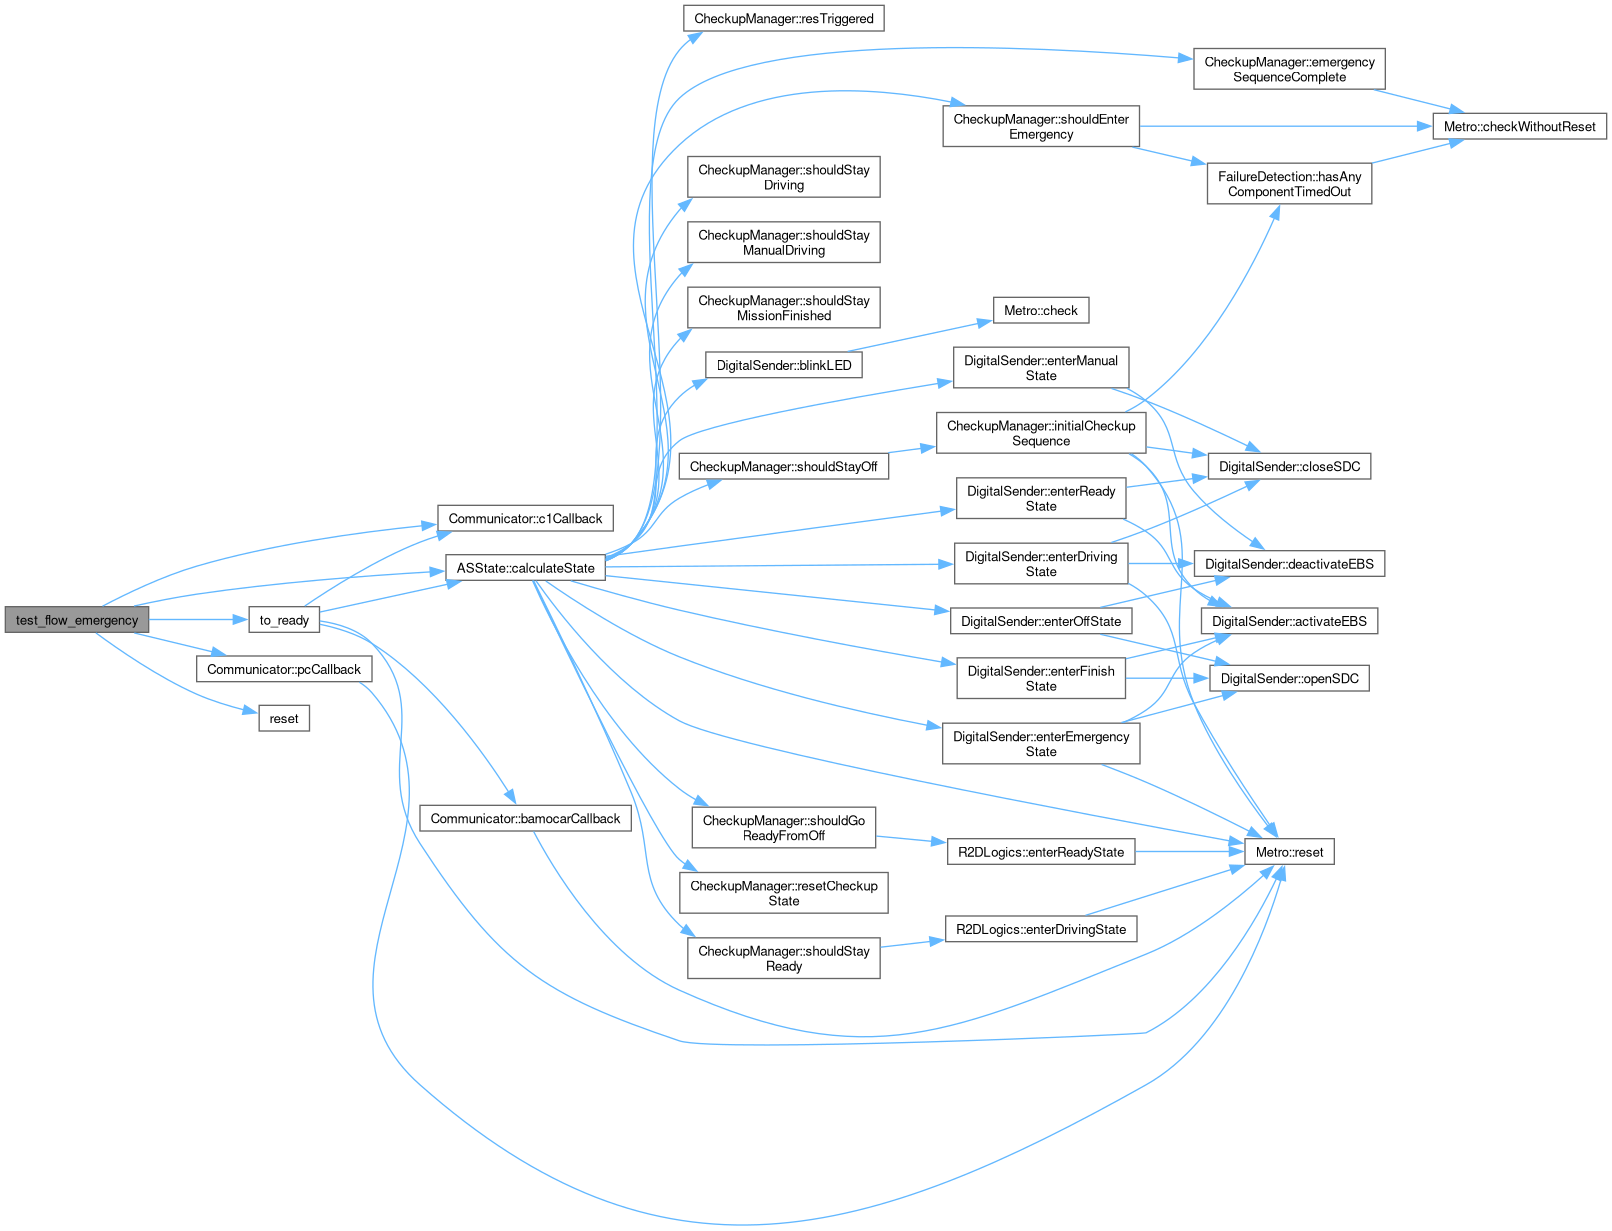 CheckupManager::resTriggered
CheckupManager::emergency
SequenceComplete
CheckupManager::shouldEnter
Emergency
Metro::checkWithoutReset
CheckupManager::shouldStay
Driving
FailureDetection::hasAny
ComponentTimedOut
CheckupManager::shouldStay
ManualDriving
CheckupManager::shouldStay
MissionFinished
Metro::check
DigitalSender::blinkLED
DigitalSender::enterManual
State
CheckupManager::initialCheckup
Sequence
CheckupManager::shouldStayOff
DigitalSender::closeSDC
DigitalSender::enterReady
State
Communicator::c1Callback
ASState::calculateState
DigitalSender::enterDriving
State
DigitalSender::deactivateEBS
test_flow_emergency
to_ready
DigitalSender::enterOffState
DigitalSender::activateEBS
Communicator::pcCallback
DigitalSender::enterFinish
State
DigitalSender::openSDC
reset
DigitalSender::enterEmergency
State
Communicator::bamocarCallback
CheckupManager::shouldGo
ReadyFromOff
R2DLogics::enterReadyState
Metro::reset
CheckupManager::resetCheckup
State
R2DLogics::enterDrivingState
CheckupManager::shouldStay
Ready